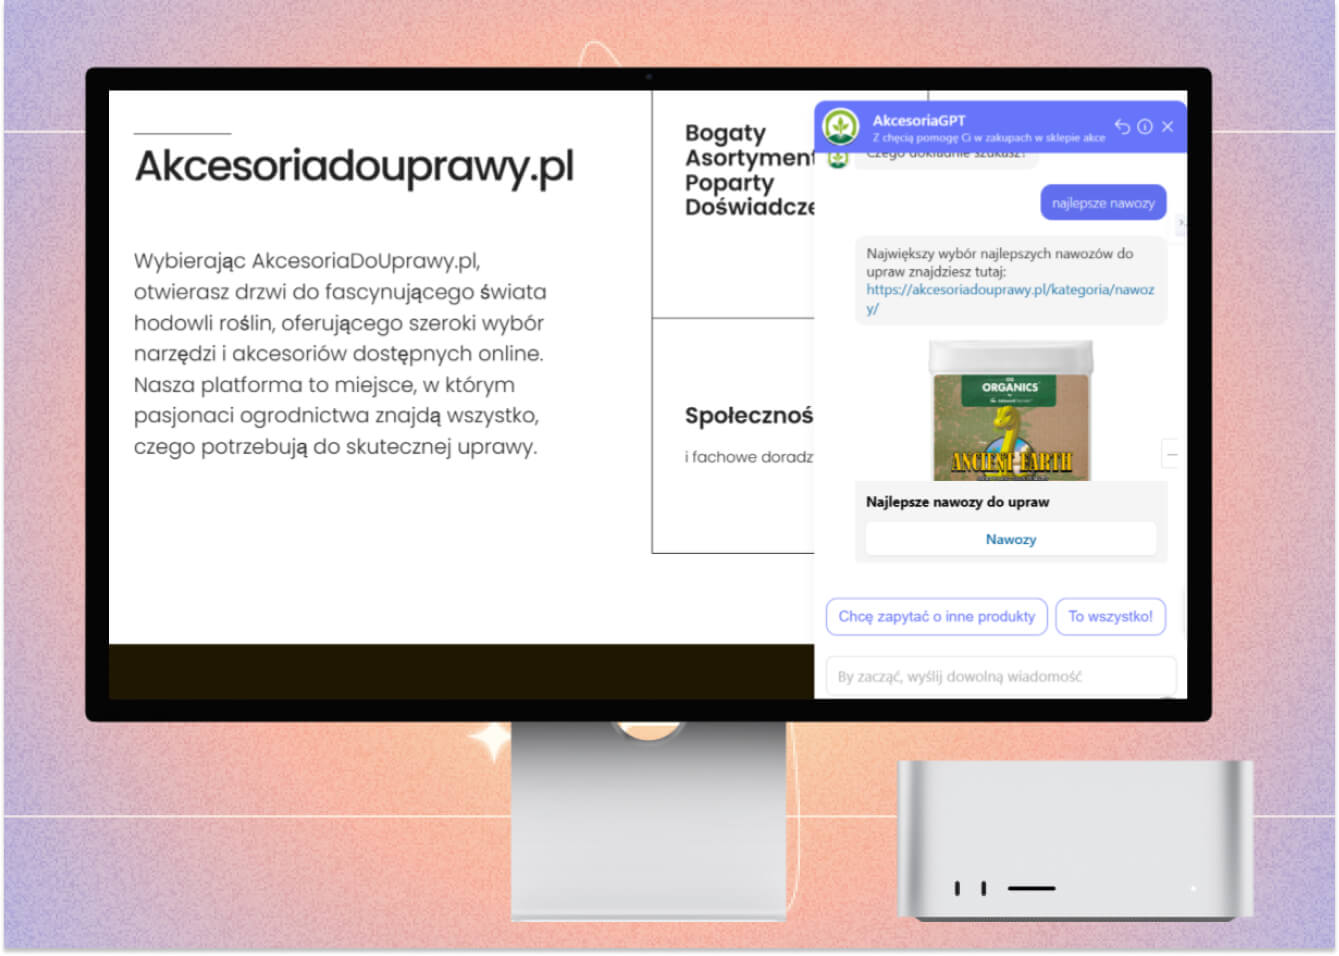 Akcesoriadouprawy.pl
Wybierając AkcesoriaDoUprawy.pl,
otwierasz drzwi do fascynującego świata
hodowli roślin, oferującego szeroki wybór
narzędzi i akcesoriów dostępnych online.
Nasza platforma to miejsce, w którym
pasjonaci ogrodnictwa znajdą wszystko,
czego potrzebują do skutecznej uprawy.
Bogaty
Asortyment
Poparty
Doświadcze
Społecznoś
i fachowe doradz
AkcesoriaGPT
Z chęcią pomogę Ci w zakupach w sklepie akce
Czego dokładnie szukasz?
najlepsze nawozy
Największy wybór najlepszych nawozów do
upraw znajdziesz tutaj:
https://akcesoriadouprawy.pl/kategoria/nawoz
y/
ORGANICS
ANCIENT EARTH
Najlepsze nawozy do upraw
Nawozy
Chcę zapytać o inne produkty
To wszystko!
By zacząć, wyślij dowolną wiadomość